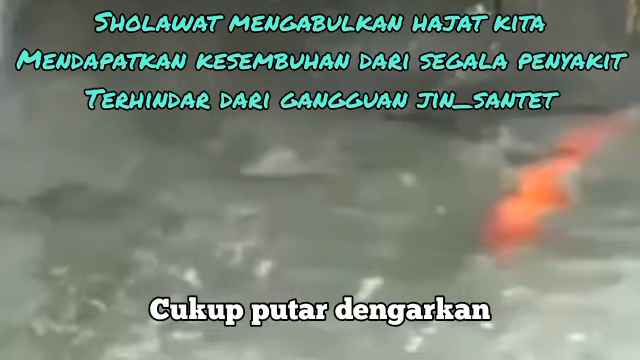 Sholawat mengabulkan hajat kita
Mendapatkan kesembuhan dari segala penyakit
Terhindar dari gangguan jin_santet
Cukup putar dengarkan